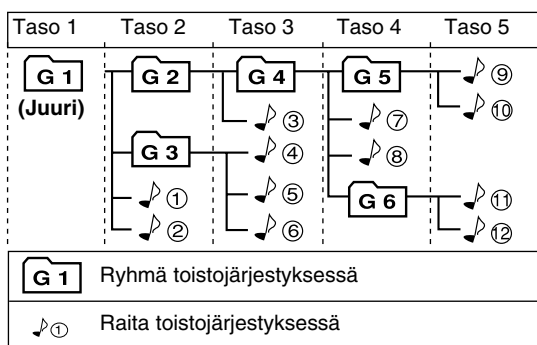 Taso 1 Taso 2 Taso 3 Taso 4 Taso 5
G 1 G 2 G 4 G 5 ⑨
(Juuri) ③ ⑩
G 3 ④ ⑦
① ⑤ ⑧
② ⑥ G 6 ⑪
⑫
G 1 Ryhmä toistojärjestyksessä
① Raita toistojärjestyksessä